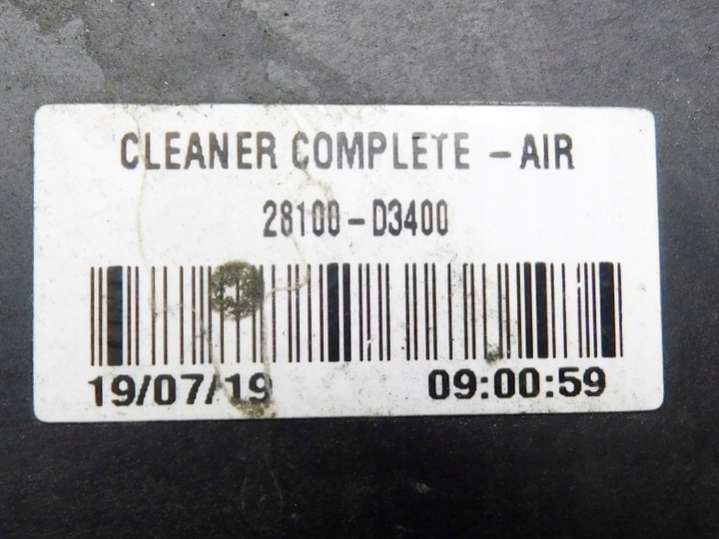 CLEANER COMPLETE - AIR
28100-D3400
19/07/19 09:00:59